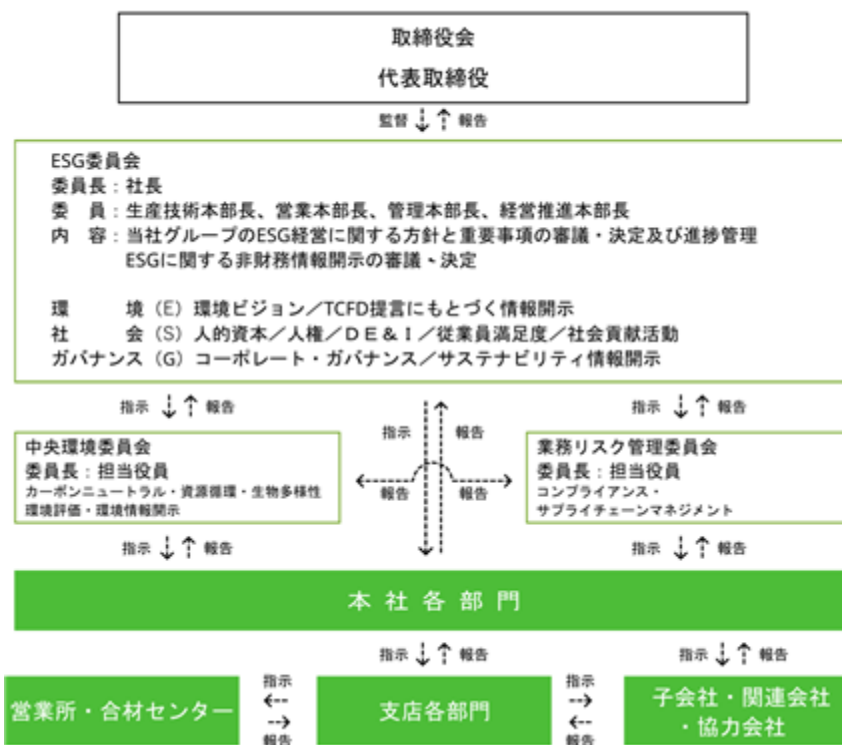 取締役会
代表取締役
監督 報告
ESG委員会
委員長：社長
委　員：生産技術本部長、営業本部長、管理本部長、経営推進本部長
内　容：当社グループのESG経営に関する方針と重要事項の審議・決定及び進捗管理
ESGに関する非財務情報開示の審議・決定
環　　境（E）環境ビジョン／TCFD提言にもとづく情報開示
社　　会（S）人的資本／人権／ＤＥ＆Ｉ／従業員満足度／社会貢献活動
ガバナンス（G）コーポレート・ガバナンス／サステナビリティ情報開示
指示 報告
指示 報告
指示 報告
中央環境委員会
委員長：担当役員
カーボンニュートラル・資源循環・生物多様性
環境評価・環境情報開示
報告 報告
業務リスク管理委員会
委員長：担当役員
コンプライアンス・
サプライチェーンマネジメント
指示 報告
指示 報告
本社各部門
指示 報告
指示 報告
営業所・合材センター
指示
報告
支店各部門
指示
報告
子会社・関連会社
・協力会社